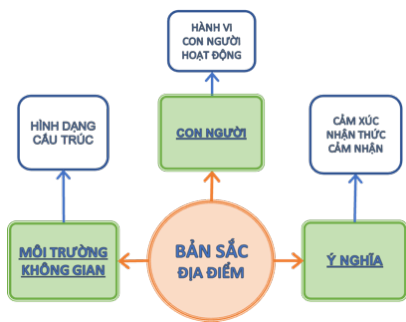 HÀNH VI
CON NGƯỜI
HOẠT ĐỘNG
HÌNH DẠNG
CẤU TRÚC
CON NGƯỜI
CẢM XÚC
NHẬN THỨC
CẢM NHẬN
MÔI TRƯỜNG
KHÔNG GIAN
BẢN SẮC
ĐỊA ĐIỂM
Ý NGHĨA